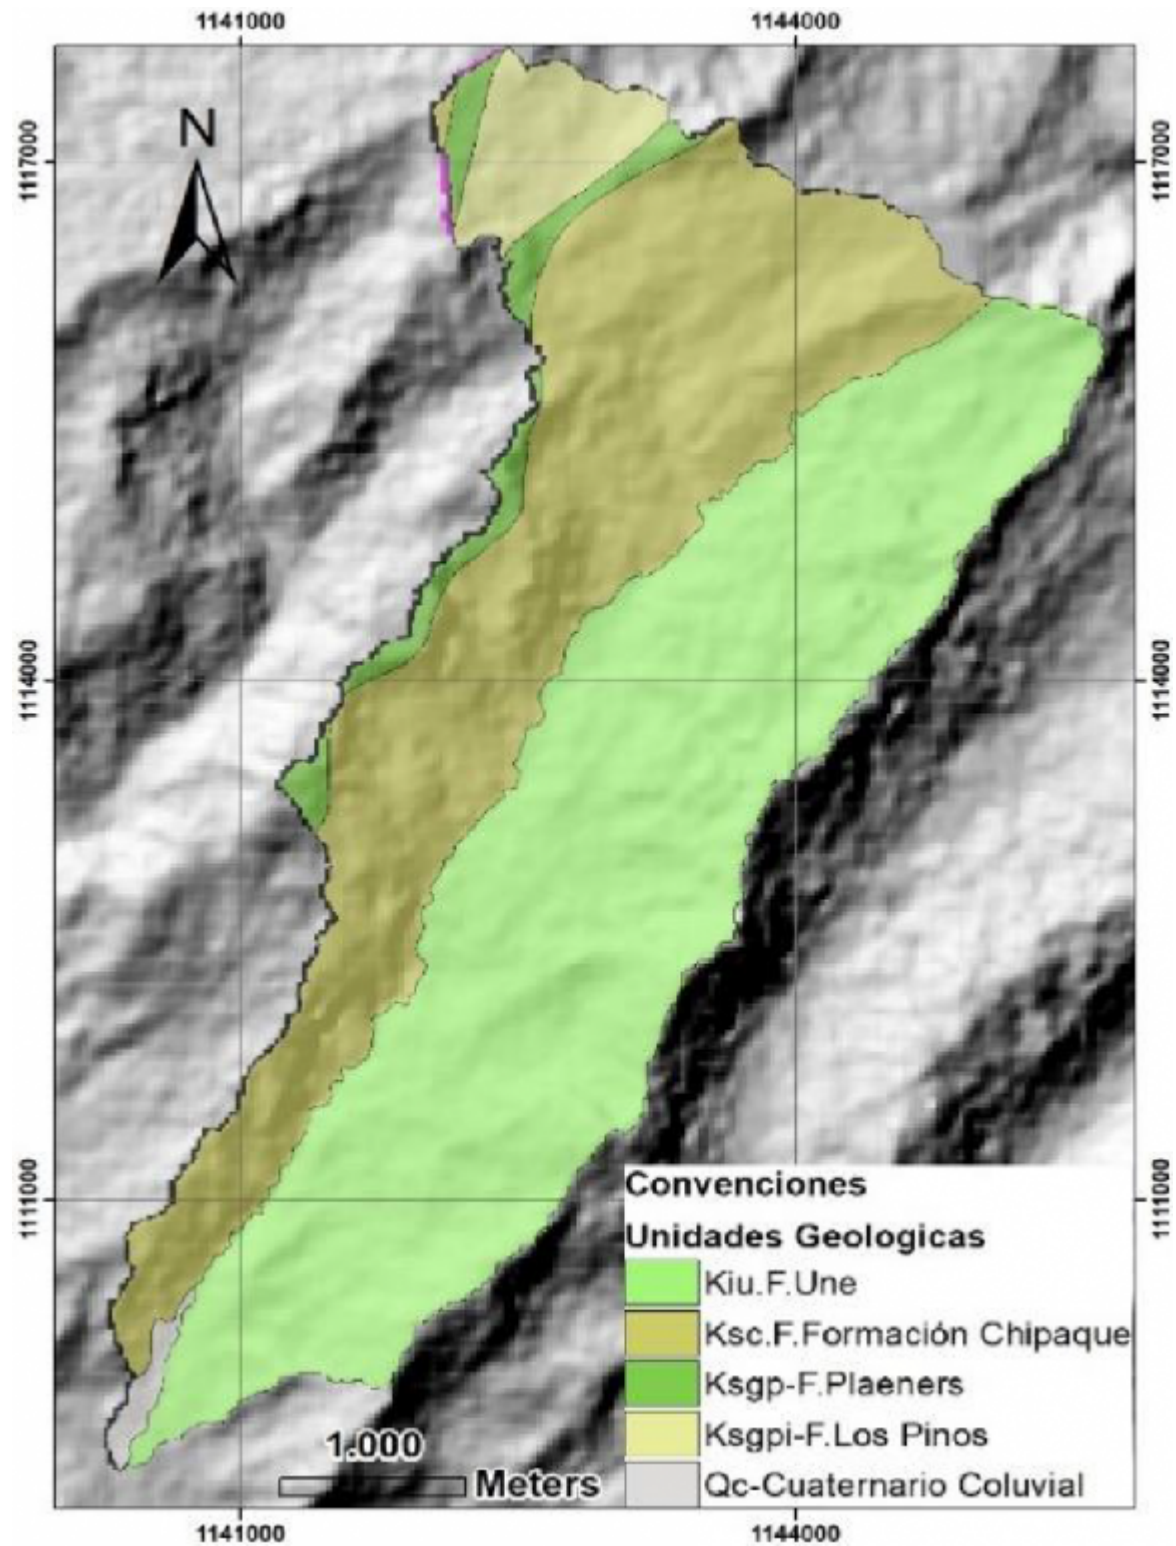 1141000 1144000
N
1117000 1117000
1114000 1114000
1111000 1111000
Convenciones
Unidades Geologicas
Kiu.F.Une
Ksc.F.Formación Chipaque
Ksgp-F.Plaeners
Ksgpi-F.Los Pinos
Qc-Cuaternario Coluvial
1.000
Meters
1141000 1144000